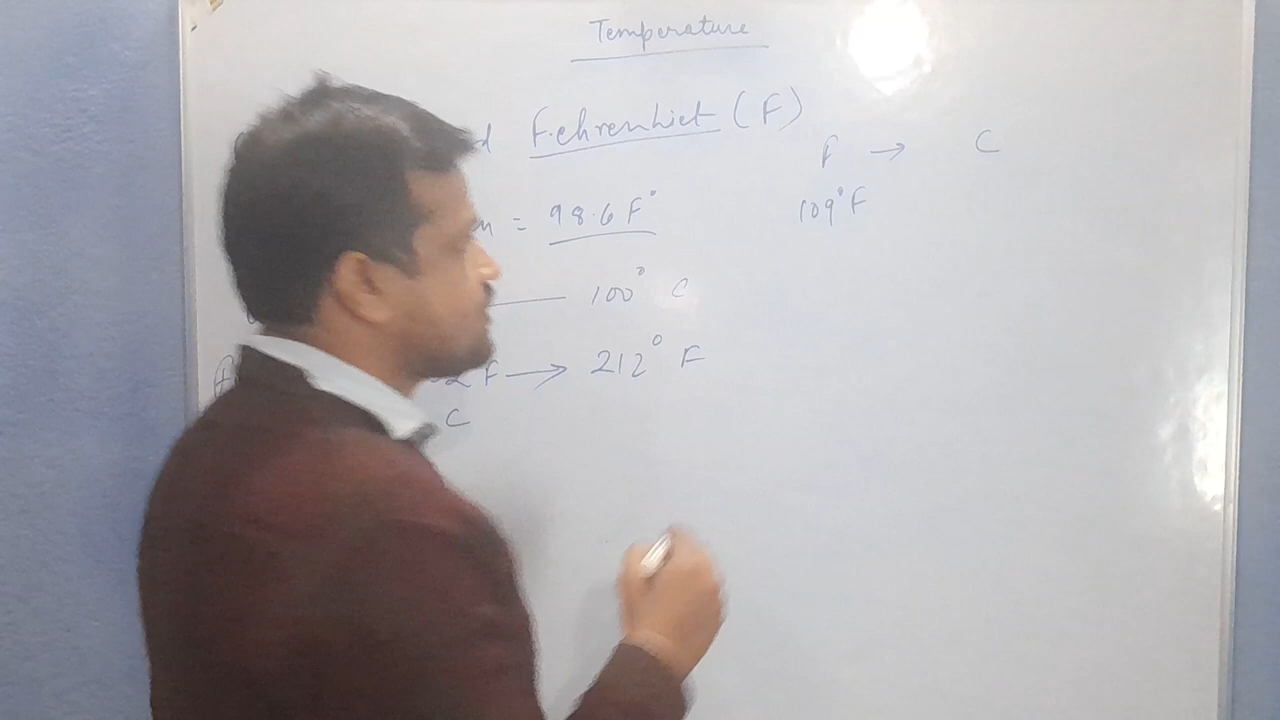 Temperature
Fehrenhiet (F)
F → C
= 98.6 F°
109°F
100° C
F → 212° F
C